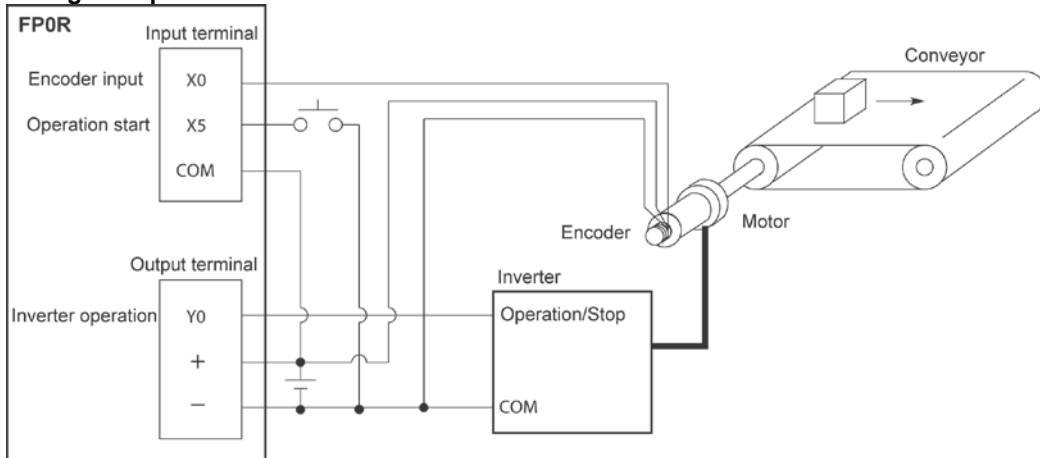 FP0R
Input terminal
Encoder input
X0
Operation start
X5
COM
Output terminal
Inverter operation
Y0
+
−
Conveyor
Encoder
Motor
Inverter
Operation/Stop
COM